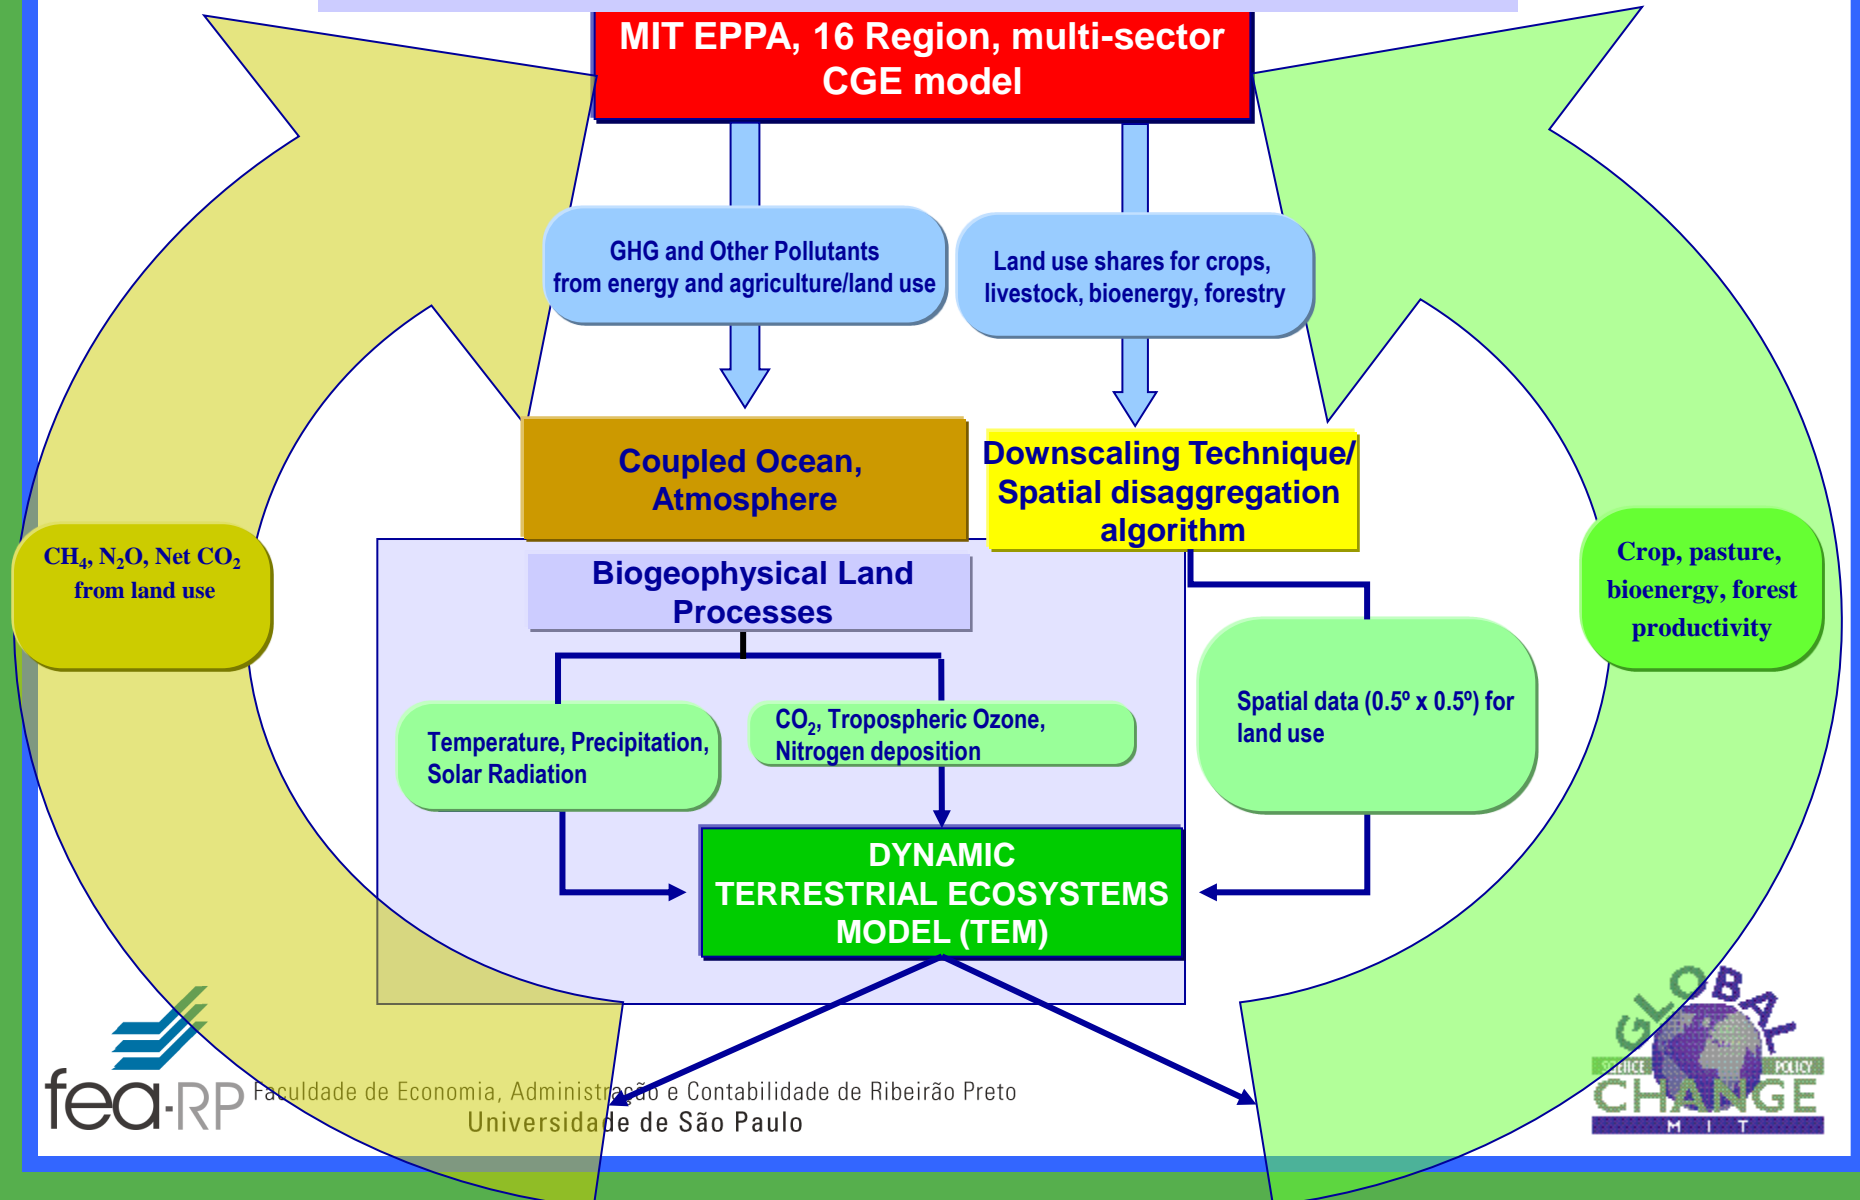 MIT EPPA, 16 Region, multi-sector
CGE model
GHG and Other Pollutants
from energy and agriculture/land use
Land use shares for crops,
livestock, bioenergy, forestry
Coupled Ocean,
Atmosphere
Downscaling Technique/
Spatial disaggregation
algorithm
CH₄, N₂O, Net CO₂
from land use
Biogeophysical Land
Processes
Crop, pasture,
bioenergy, forest
productivity
Temperature, Precipitation,
Solar Radiation
CO₂, Tropospheric Ozone,
Nitrogen deposition
Spatial data (0.5º x 0.5º) for
land use
DYNAMIC
TERRESTRIAL ECOSYSTEMS
MODEL (TEM)
fea-RP
Faculdade de Economia, Administração e Contabilidade de Ribeirão Preto
Universidade de São Paulo
GLOBAL
SCIENCE POLICY
CHANGE
MIT